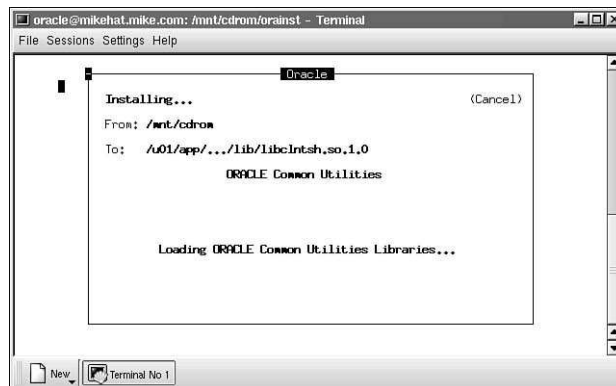 oracle@mikehat.mike.com: /mnt/cdrom/orainst - Terminal
File Sessions Settings Help
Oracle
Installing... (Cancel)
From: /mnt/cdrom
To: /u01/app/.../lib/libclntsh.so.1.0
ORACLE Common Utilities
Loading ORACLE Common Utilities Libraries...
New Terminal No 1